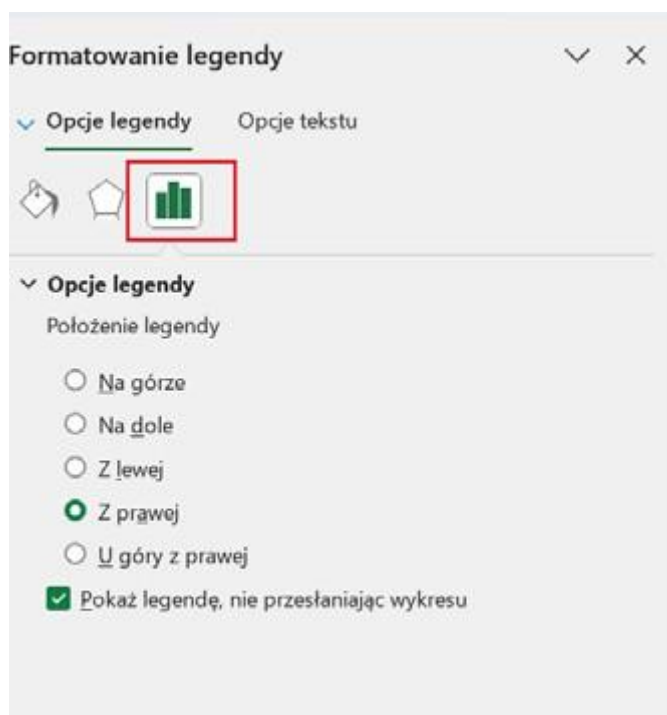 Formatowanie legendy
Opcje legendy Opcje tekstu
Opcje legendy
Położenie legendy
Na górze
Na dole
Z lewej
Z prawej
U góry z prawej
Pokaż legendę, nie przesłaniając wykresu